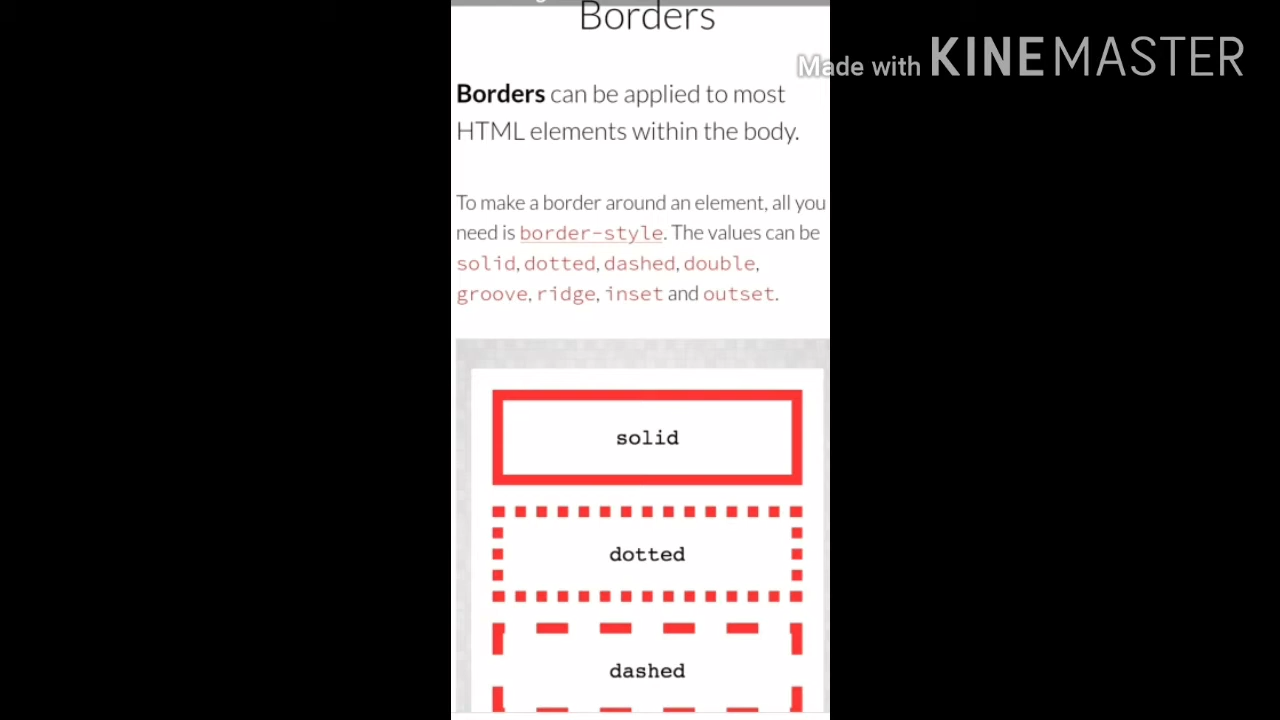 Borders
Made with KINEMASTER
Borders can be applied to most
HTML elements within the body.
To make a border around an element, all you
need is border-style. The values can be
solid, dotted, dashed, double,
groove, ridge, inset and outset.
solid
dotted
dashed